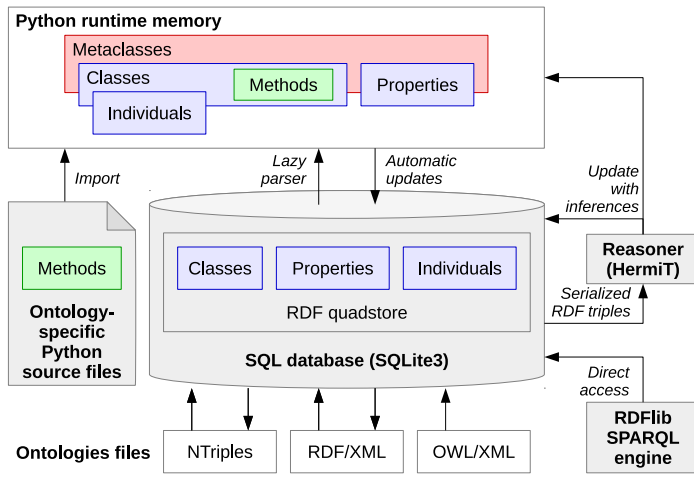 Python runtime memory
Metaclasses
Classes
Methods
Properties
Individuals
Import
Lazy
parser
Automatic
updates
Update
with
inferences
Methods
Ontology-
specific
Python
source files
Classes
Properties
Individuals
RDF quadstore
SQL database (SQLite3)
Reasoner
(HermiT)
Serialized
RDF triples
Direct
access
RDFlib
SPARQL
engine
Ontologies files
NTriples
RDF/XML
OWL/XML